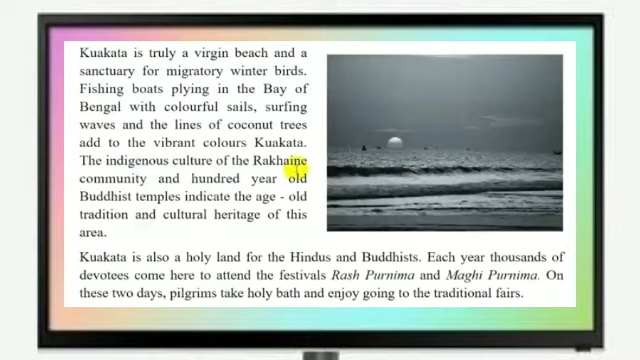 Kuakata is truly a virgin beach and a
sanctuary for migratory winter birds.
Fishing boats plying in the Bay of
Bengal with colourful sails, surfing
waves and the lines of coconut trees
add to the vibrant colours Kuakata.
The indigenous culture of the Rakhaine
community and hundred year old
Buddhist temples indicate the age - old
tradition and cultural heritage of this
area.
Kuakata is also a holy land for the Hindus and Buddhists. Each year thousands of
devotees come here to attend the festivals Rash Purnima and Maghi Purnima. On
these two days, pilgrims take holy bath and enjoy going to the traditional fairs.